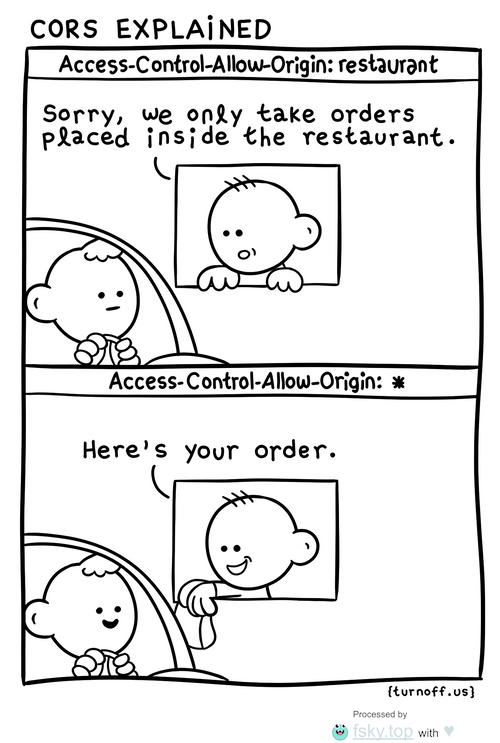 CORS EXPLAINED
Access-Control-Allow-Origin: restaurant
Sorry, we only take orders
placed inside the restaurant.
Access-Control-Allow-Origin: *
Here's your order.
{turnoff.us}
Processed by
fsky.top with ♥